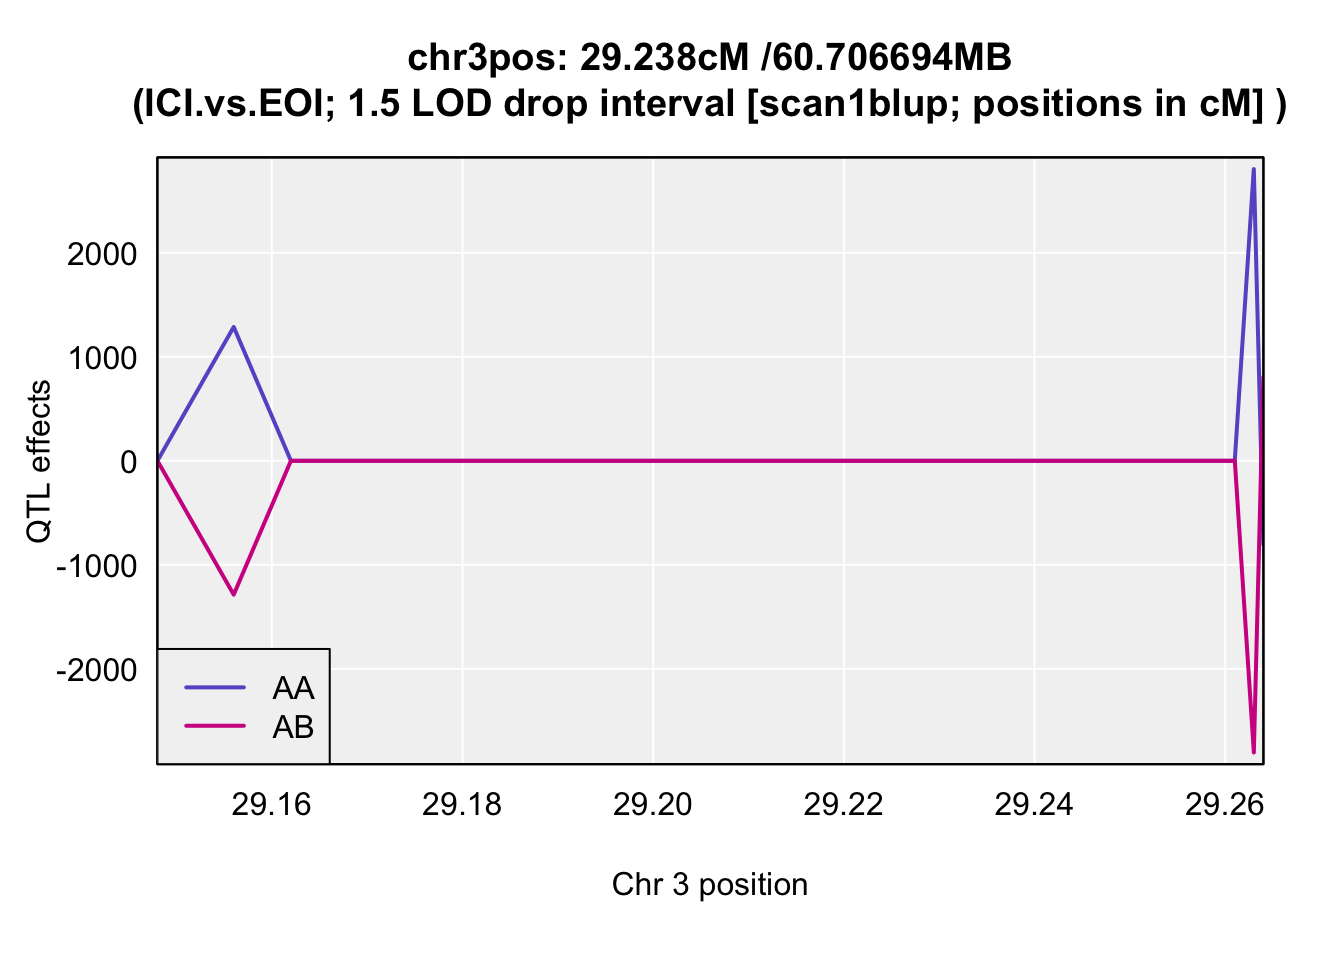 chr3pos: 29.238cM /60.706694MB
(ICI.vs.EOI; 1.5 LOD drop interval [scan1blup; positions in cM] )
QTL effects
2000
1000
0
-1000
-2000
AA
AB
29.16 29.18 29.20 29.22 29.24 29.26
Chr 3 position